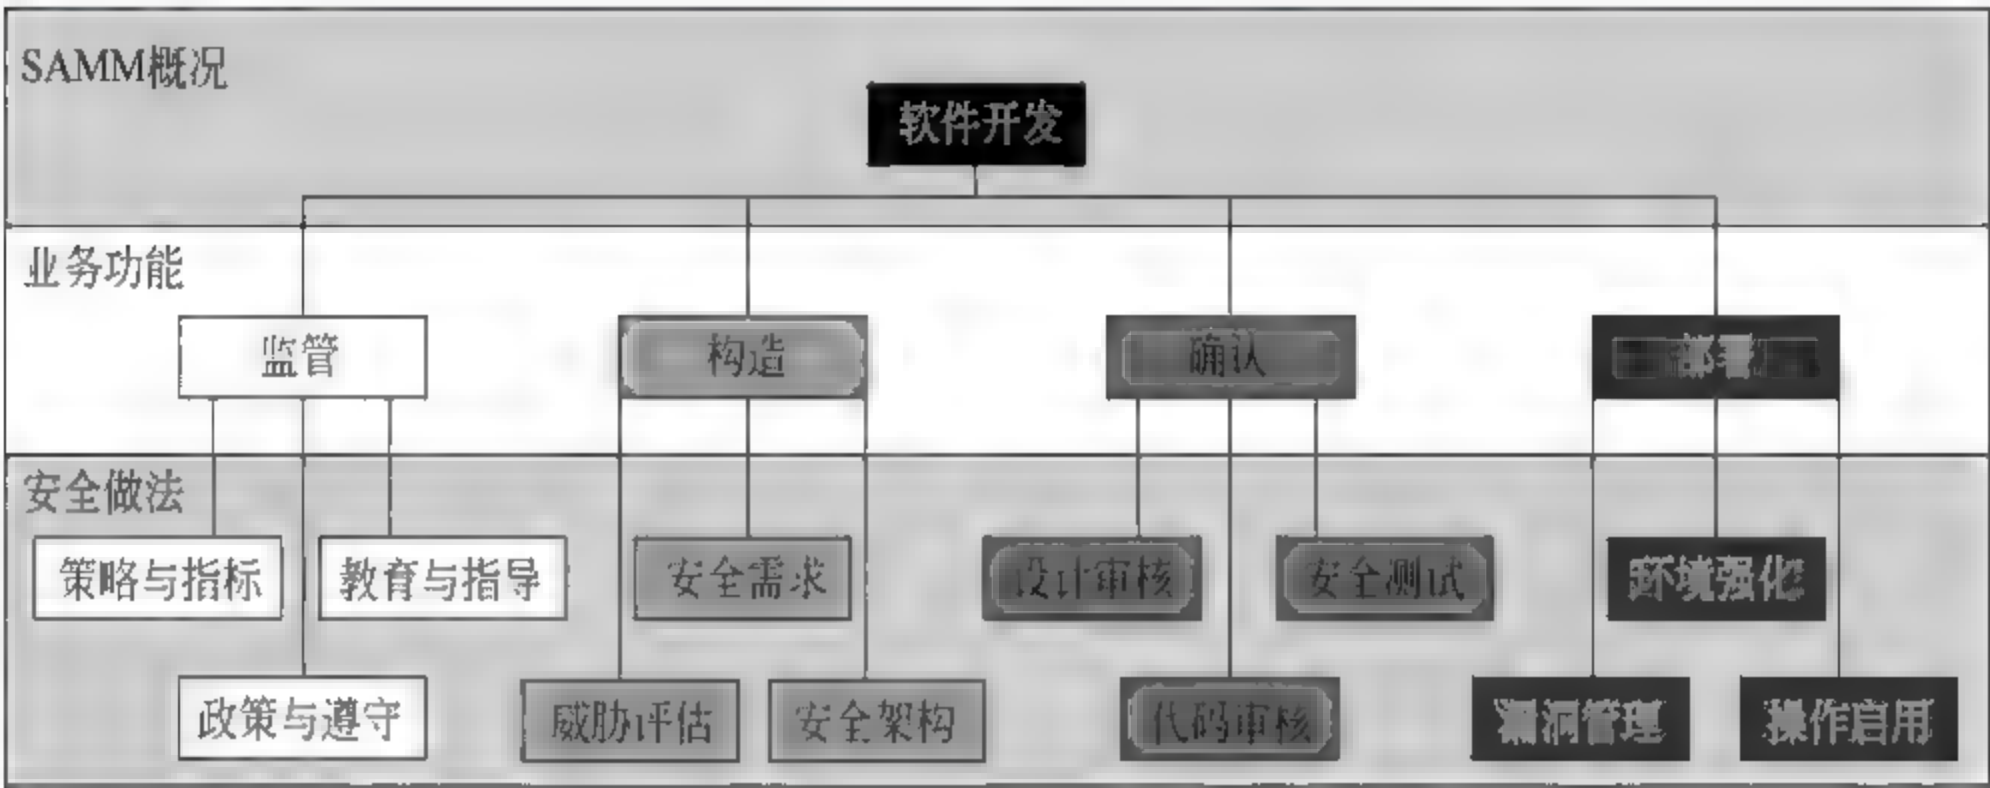 SAMM概况
软件开发
业务功能
监管
构造
确认
部署
安全做法
策略与指标
教育与指导
安全需求
设计审核
安全测试
环境强化
政策与遵守
威胁评估
安全架构
代码审核
漏洞管理
操作启用